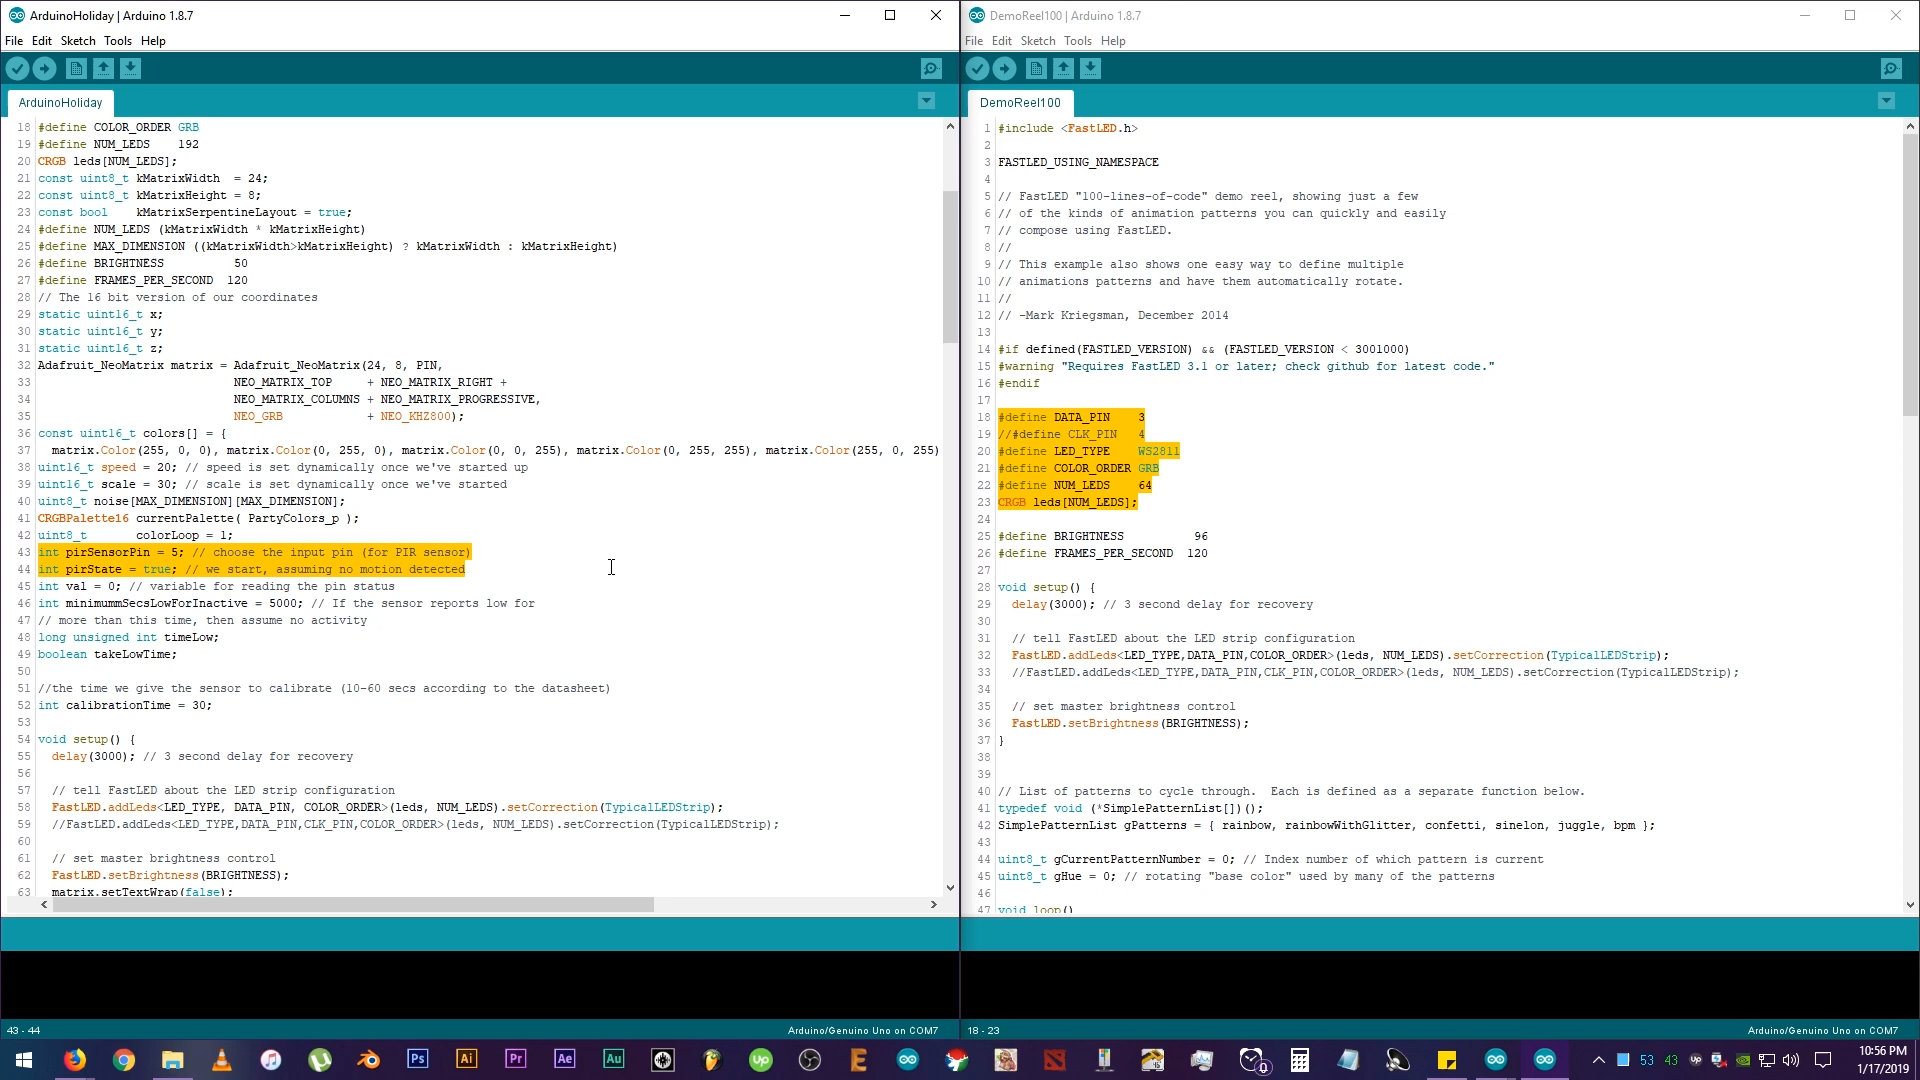 ArduinoHoliday | Arduino 1.8.7
File Edit Sketch Tools Help
ArduinoHoliday
18 #define COLOR_ORDER GRB
19 #define NUM_LEDS    192
20 CRGB leds[NUM_LEDS];
21 const uint8_t kMatrixWidth  = 24;
22 const uint8_t kMatrixHeight = 8;
23 const bool    kMatrixSerpentineLayout = true;
24 #define NUM_LEDS (kMatrixWidth * kMatrixHeight)
25 #define MAX_DIMENSION ((kMatrixWidth>kMatrixHeight) ? kMatrixWidth : kMatrixHeight)
26 #define BRIGHTNESS          50
27 #define FRAMES_PER_SECOND  120
28 // The 16 bit version of our coordinates
29 static uint16_t x;
30 static uint16_t y;
31 static uint16_t z;
32 Adafruit_NeoMatrix matrix = Adafruit_NeoMatrix(24, 8, PIN,
33                             NEO_MATRIX_TOP     + NEO_MATRIX_RIGHT +
34                             NEO_MATRIX_COLUMNS + NEO_MATRIX_PROGRESSIVE,
35                             NEO_GRB            + NEO_KHZ800);
36 const uint16_t colors[] = {
37   matrix.Color(255, 0, 0), matrix.Color(0, 255, 0), matrix.Color(0, 0, 255), matrix.Color(0, 255, 255), matrix.Color(255, 0, 255)
38 uint16_t speed = 20; // speed is set dynamically once we've started up
39 uint16_t scale = 30; // scale is set dynamically once we've started
40 uint8_t noise[MAX_DIMENSION][MAX_DIMENSION];
41 CRGBPalette16 currentPalette( PartyColors_p );
42 uint8_t       colorLoop = 1;
43 int pirSensorPin = 5; // choose the input pin (for PIR sensor)
44 int pirState = true; // we start, assuming no motion detected
45 int val = 0; // variable for reading the pin status
46 int minimummSecsLowForInactive = 5000; // If the sensor reports low for
47 // more than this time, then assume no activity
48 long unsigned int timeLow;
49 boolean takeLowTime;
50
51 //the time we give the sensor to calibrate (10-60 secs according to the datasheet)
52 int calibrationTime = 30;
53
54 void setup() {
55   delay(3000); // 3 second delay for recovery
56
57   // tell FastLED about the LED strip configuration
58   FastLED.addLeds<LED_TYPE, DATA_PIN, COLOR_ORDER>(leds, NUM_LEDS).setCorrection(TypicalLEDStrip);
59   //FastLED.addLeds<LED_TYPE,DATA_PIN,CLK_PIN,COLOR_ORDER>(leds, NUM_LEDS).setCorrection(TypicalLEDStrip);
60
61   // set master brightness control
62   FastLED.setBrightness(BRIGHTNESS);
63   matrix.setTextWrap(false);
43 - 44
Arduino/Genuino Uno on COM7
DemoReel100 | Arduino 1.8.7
File Edit Sketch Tools Help
DemoReel100
1 #include <FastLED.h>
2
3 FASTLED_USING_NAMESPACE
4
5 // FastLED "100-lines-of-code" demo reel, showing just a few
6 // of the kinds of animation patterns you can quickly and easily
7 // compose using FastLED.
8 //
9 // This example also shows one easy way to define multiple
10 // animations patterns and have them automatically rotate.
11 //
12 // -Mark Kriegsman, December 2014
13
14 #if defined(FASTLED_VERSION) && (FASTLED_VERSION < 3001000)
15 #warning "Requires FastLED 3.1 or later; check github for latest code."
16 #endif
17
18 #define DATA_PIN    3
19 //#define CLK_PIN   4
20 #define LED_TYPE    WS2811
21 #define COLOR_ORDER GRB
22 #define NUM_LEDS    64
23 CRGB leds[NUM_LEDS];
24
25 #define BRIGHTNESS          96
26 #define FRAMES_PER_SECOND  120
27
28 void setup() {
29   delay(3000); // 3 second delay for recovery
30
31   // tell FastLED about the LED strip configuration
32   FastLED.addLeds<LED_TYPE,DATA_PIN,COLOR_ORDER>(leds, NUM_LEDS).setCorrection(TypicalLEDStrip);
33   //FastLED.addLeds<LED_TYPE,DATA_PIN,CLK_PIN,COLOR_ORDER>(leds, NUM_LEDS).setCorrection(TypicalLEDStrip);
34
35   // set master brightness control
36   FastLED.setBrightness(BRIGHTNESS);
37 }
38
39
40 // List of patterns to cycle through.  Each is defined as a separate function below.
41 typedef void (*SimplePatternList[])();
42 SimplePatternList gPatterns = { rainbow, rainbowWithGlitter, confetti, sinelon, juggle, bpm };
43
44 uint8_t gCurrentPatternNumber = 0; // Index number of which pattern is current
45 uint8_t gHue = 0; // rotating "base color" used by many of the patterns
46
47 void loop()
18 - 23
Arduino/Genuino Uno on COM7
Ps Ai Pr Ae Au Up E 0 53 43
10:56 PM
1/17/2019